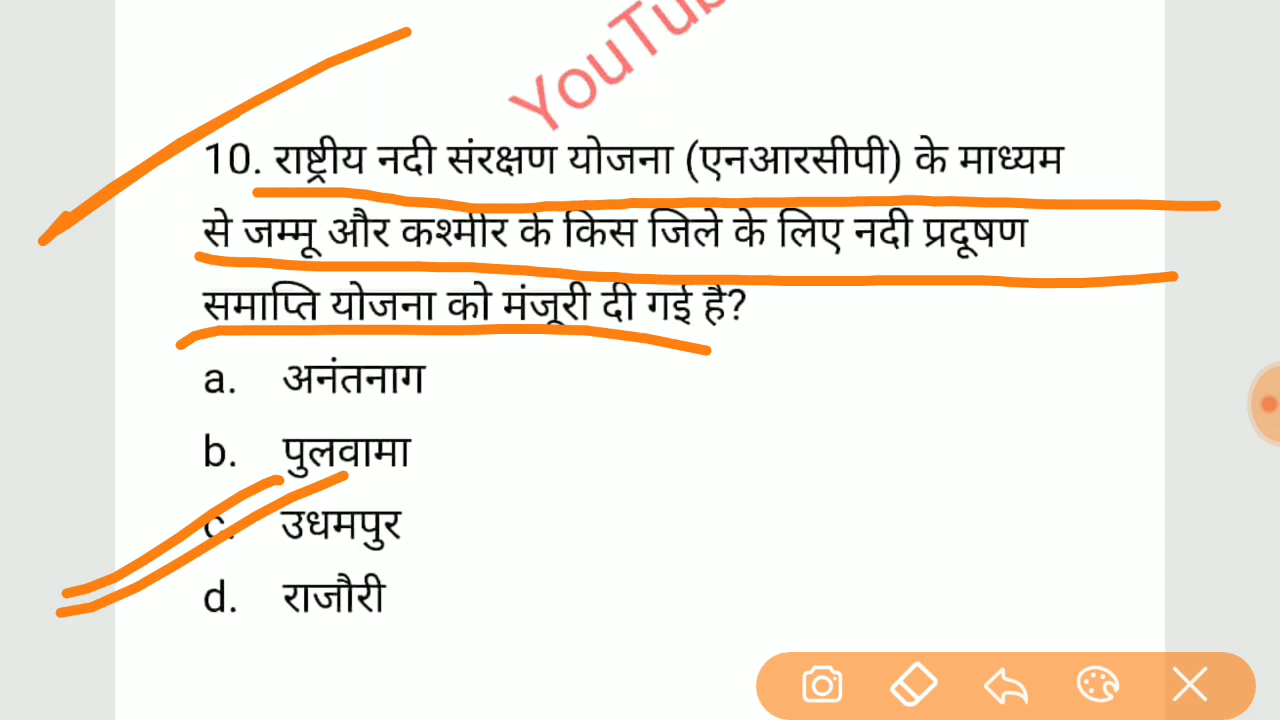 YouTub
10. राष्ट्रीय नदी संरक्षण योजना (एनआरसीपी) के माध्यम
से जम्मू और कश्मीर के किस जिले के लिए नदी प्रदूषण
समाप्ति योजना को मंजूरी दी गई है?
a. अनंतनाग
b. पुलवामा
c. उधमपुर
d. राजौरी